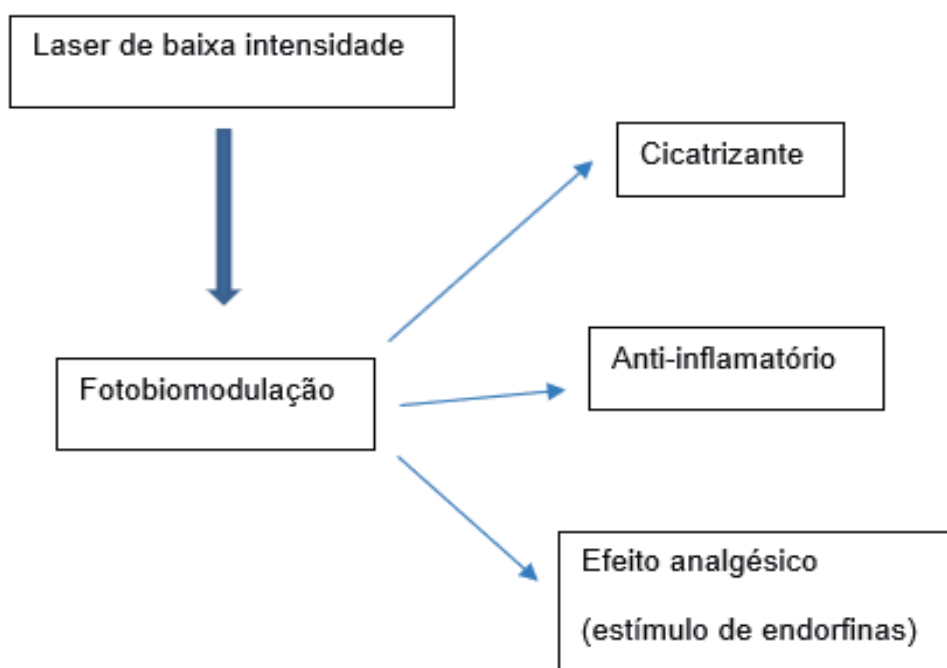 Laser de baixa intensidade
Cicatrizante
Fotobiomodulação
Anti-inflamatório
Efeito analgésico
(estímulo de endorfinas)